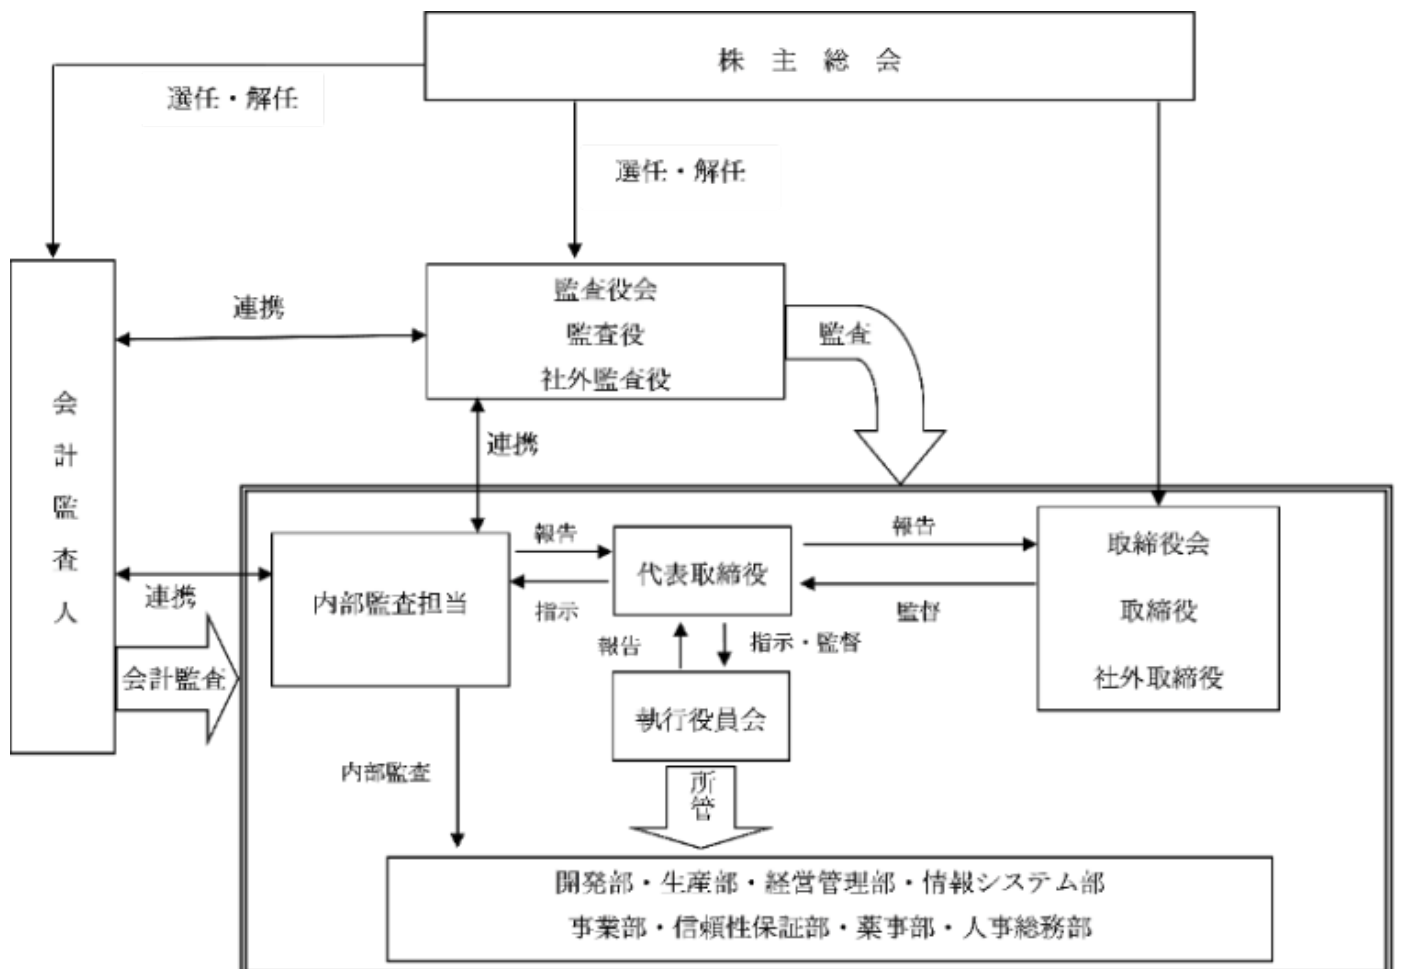 株主総会
選任・解任
選任・解任
監査役会
監査役
社外監査役
連携
監査
会計監査人
連携
報告
報告
取締役会
代表取締役
連携
内部監査担当
指示
監督
取締役
報告
指示・監督
会計監査
社外取締役
執行役員会
内部監査
所管
開発部・生産部・経営管理部・情報システム部
事業部・信頼性保証部・薬事部・人事総務部